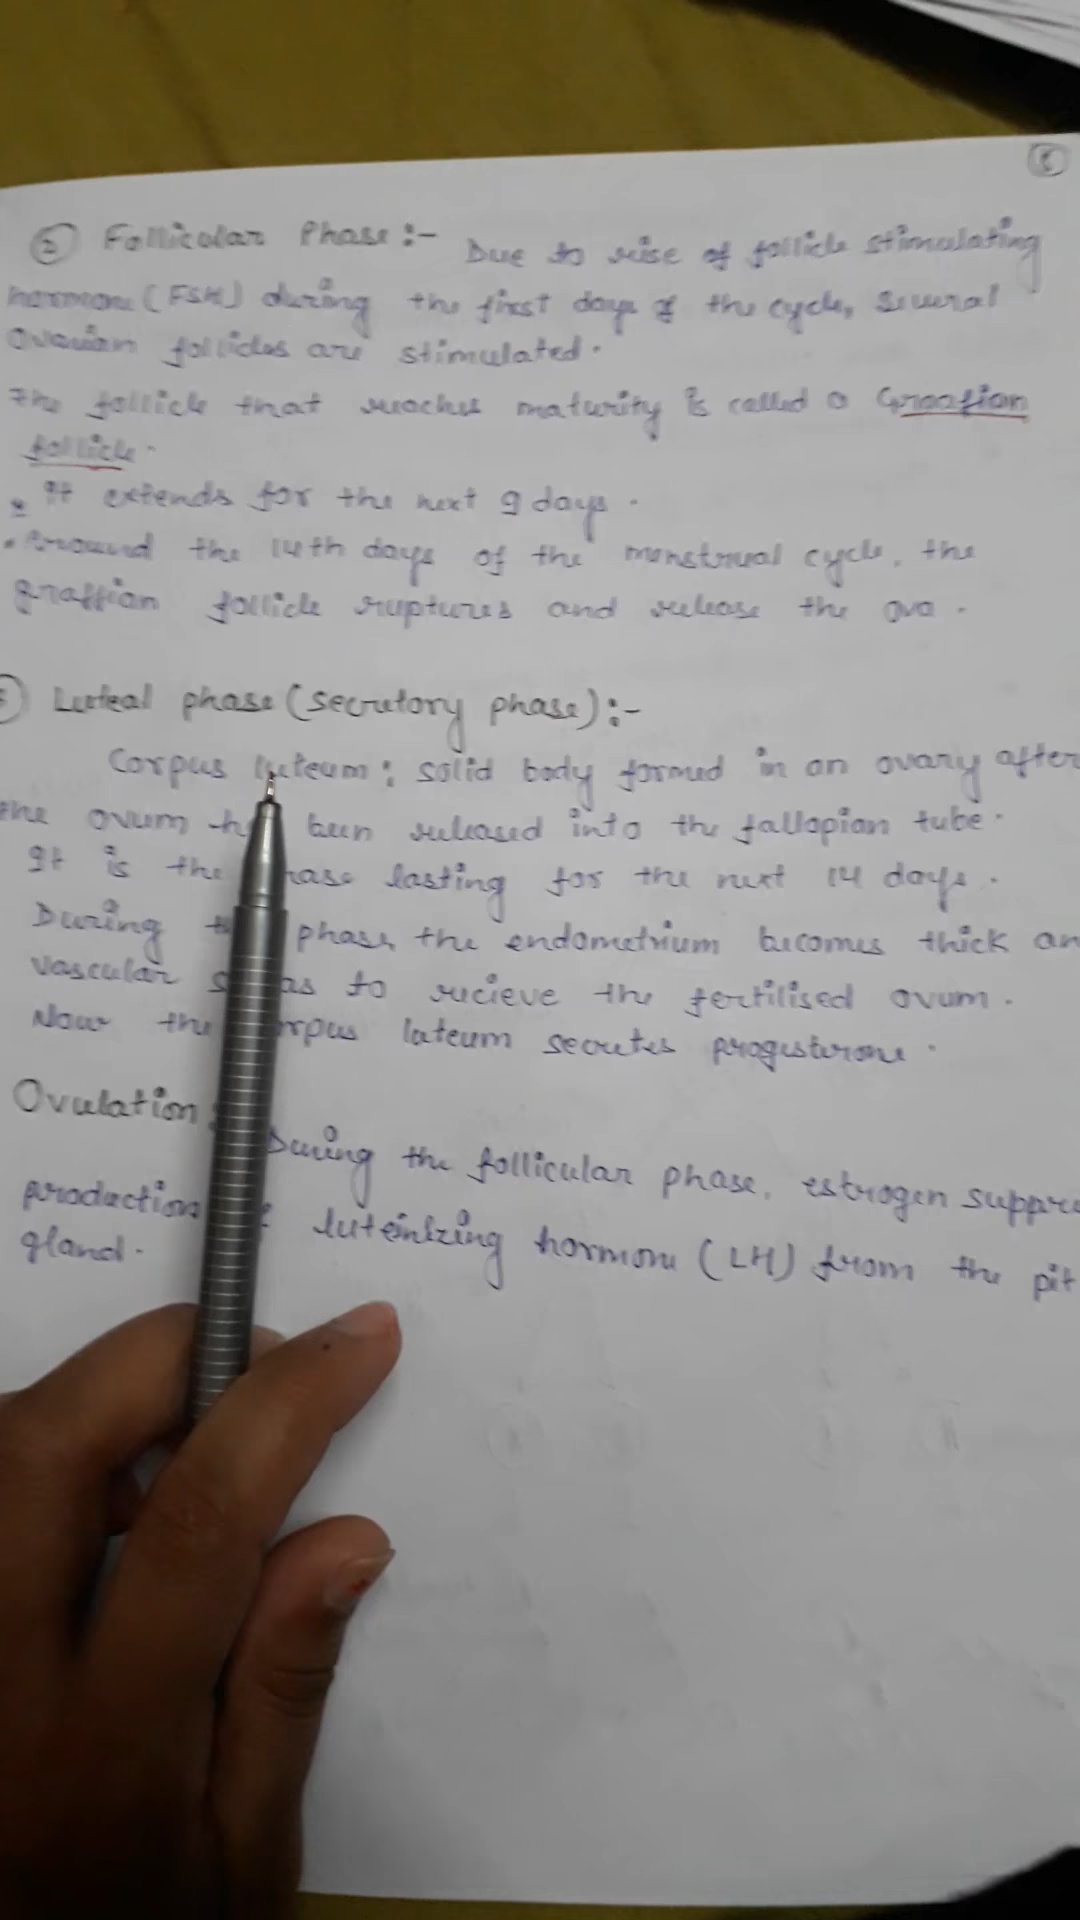 5
② Follicular Phase :- Due to rise of follicle stimulating
hormone (FSH) during the first days of the cycle, several
Ovarian follicles are stimulated.
The follicle that reaches maturity is called a Graafian
follicle.
It extends for the next 9 days.
Around the 14th days of the menstrual cycle, the
graffian follicle ruptures and release the ova.
Luteal phase (secretory phase) :-
Corpus luteum : solid body formed in an ovary after
the ovum been released into the fallopian tube.
It is the hase lasting for the next 14 days.
During phase, the endometrium becomes thick an
vascular as to recieve the fertilised ovum.
Now the rpus lateum secretes progesterone.
Ovulation
During the follicular phase, estrogen suppre
production luteinizing hormone (LH) from the pit
gland.